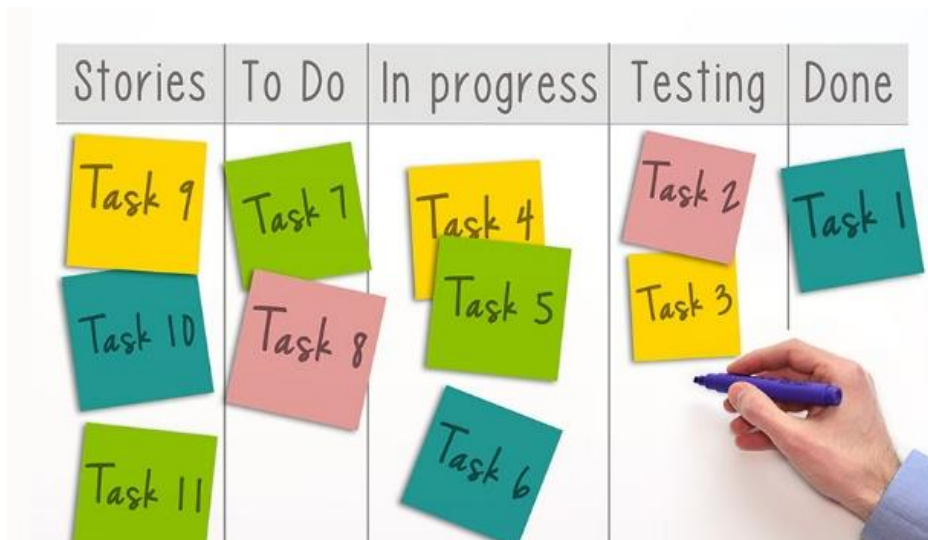 Stories To Do In progress Testing Done
Task 9
Task 10
Task 11
Task 7
Task 8
Task 4
Task 5
Task 6
Task 2
Task 3
Task 1